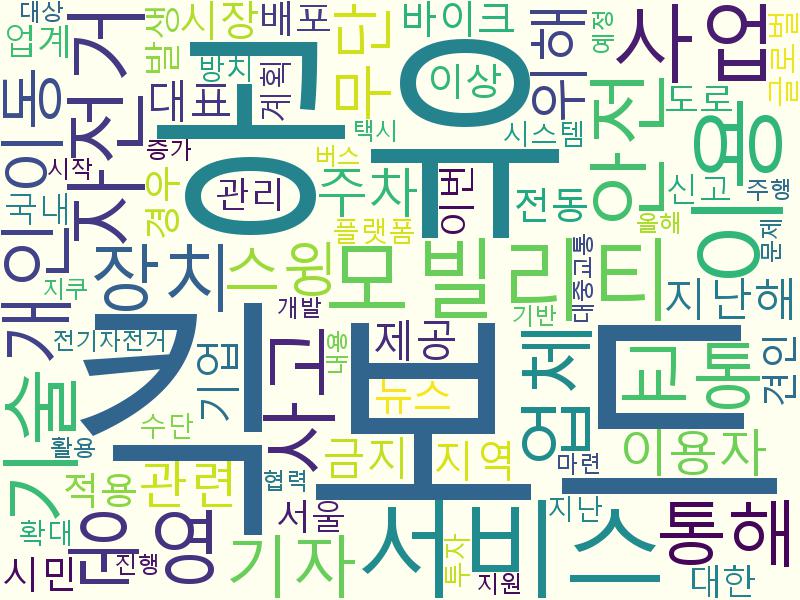 대상
업계
발생
시장
배포
무단
바이크
위해
예정
사업
글로벌
방치
계획
대표
공유
이상
자전거
이동
택시
시스템
안전
도로
이용
시작
증가
버스
국내
경우
관리
주차
이번
전동
신고
주행
플랫폼
올해
문제
개인
장치
스윙
모빌리티
대중교통
지난해
지쿠
개발
기반
전기자전거
킥보드
기업
사고
내용
제공
뉴스
업체
교통
견인
기술
수단
활용
금지
지역
이용자
마련
적용
관련
협력
확대
운영
서울
서비스
지난
통해
시민
진행
기자
투자
지원
대한